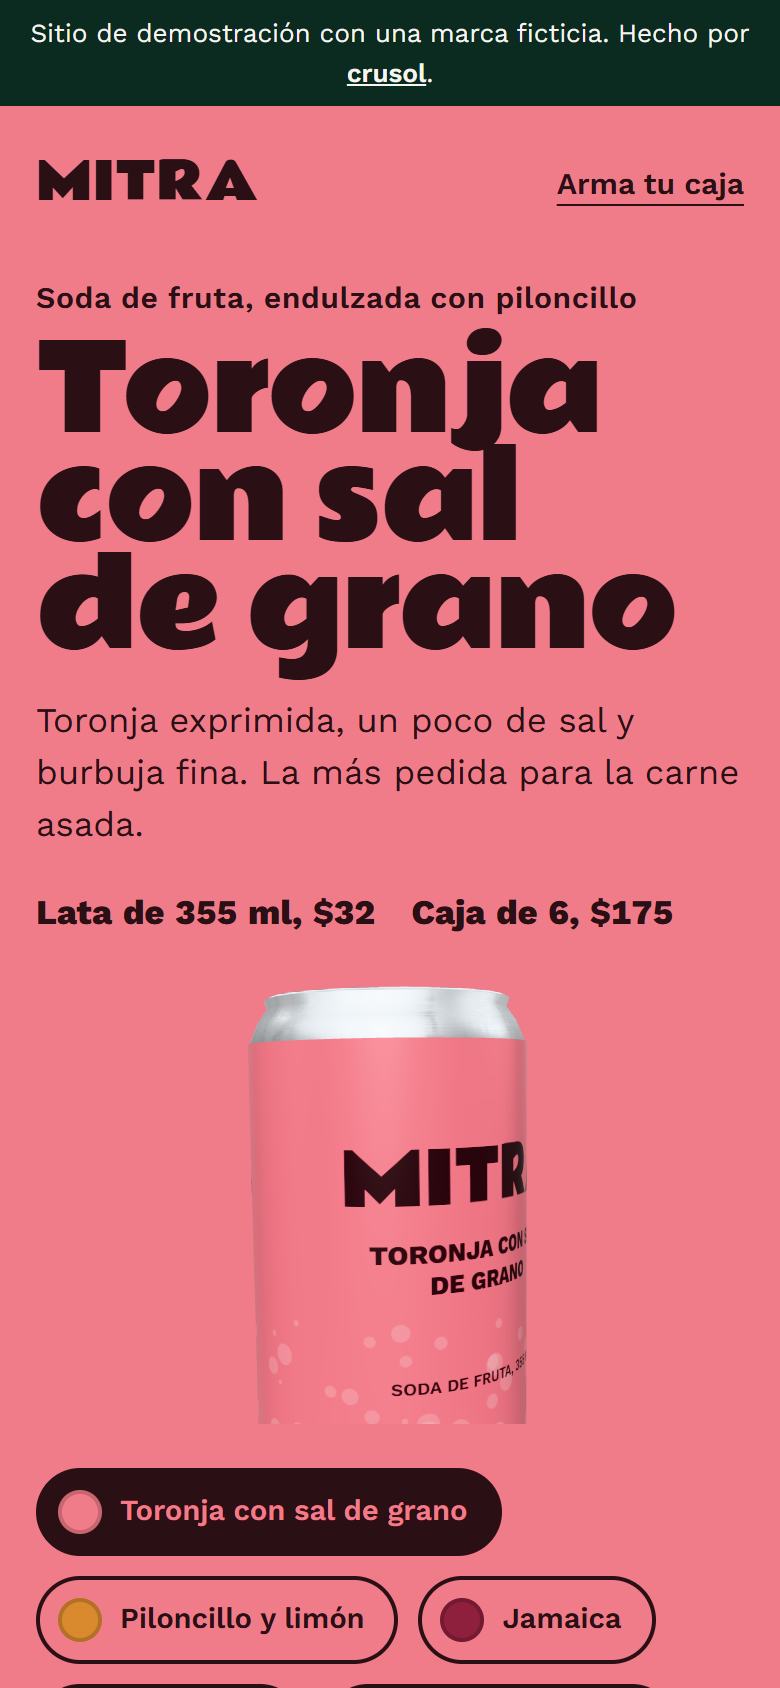 Sitio de demostración con una marca ficticia. Hecho por
crusol.
MITRA
Arma tu caja
Soda de fruta, endulzada con piloncillo
Toronja
con sal
de grano
Toronja exprimida, un poco de sal y
burbuja fina. La más pedida para la carne
asada.
Lata de 355 ml, $32 Caja de 6, $175
MITR
TORONJA CON
DE GRANO
SODA DE FRUTA,
Toronja con sal de grano
Piloncillo y limón
Jamaica